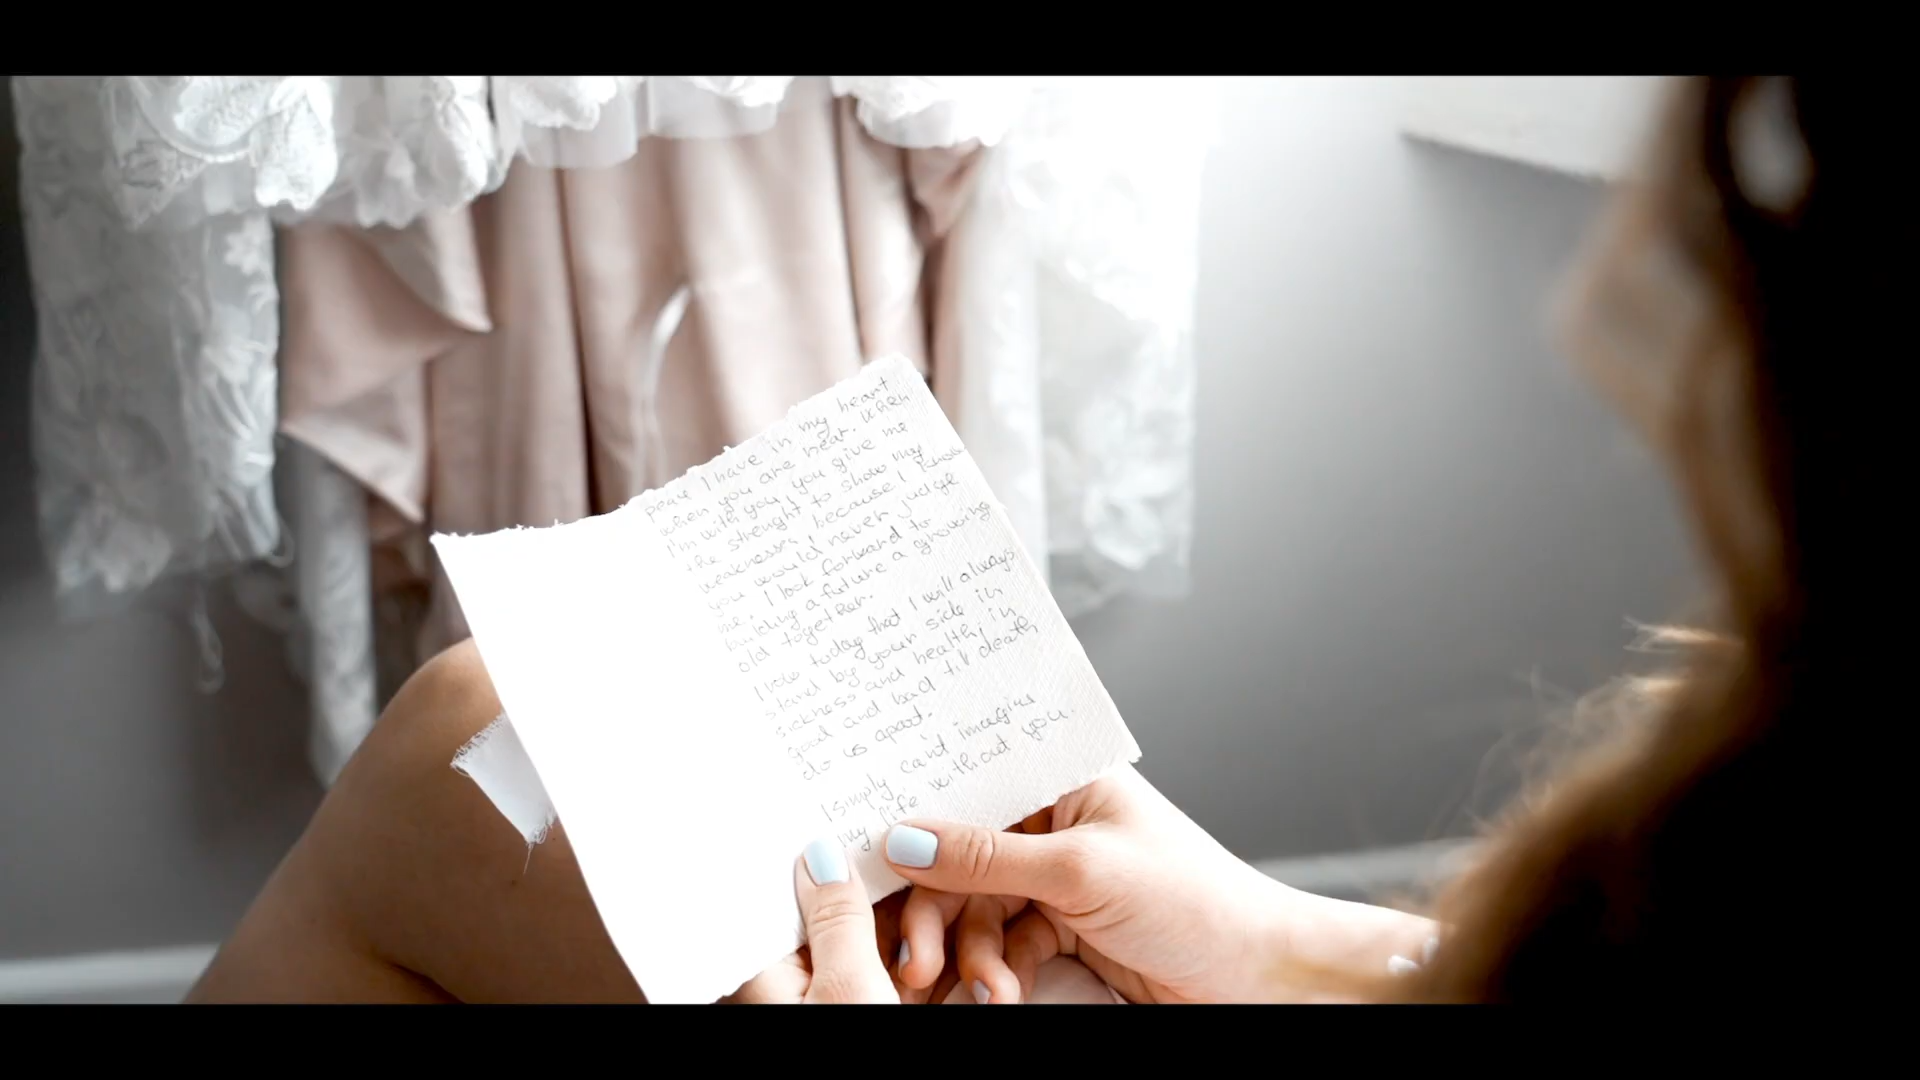 peace I have in my heart
when you are near. When
I'm with you you give me
the strenght to show my
weaknesses because I know
you would never judge
me. I look forward to
building a future a growing
old together.
I vow today that I will always
stand by your side in
sickness and health, in
good and bad till death
do us apart.
I simply can't imagine
my life without you.